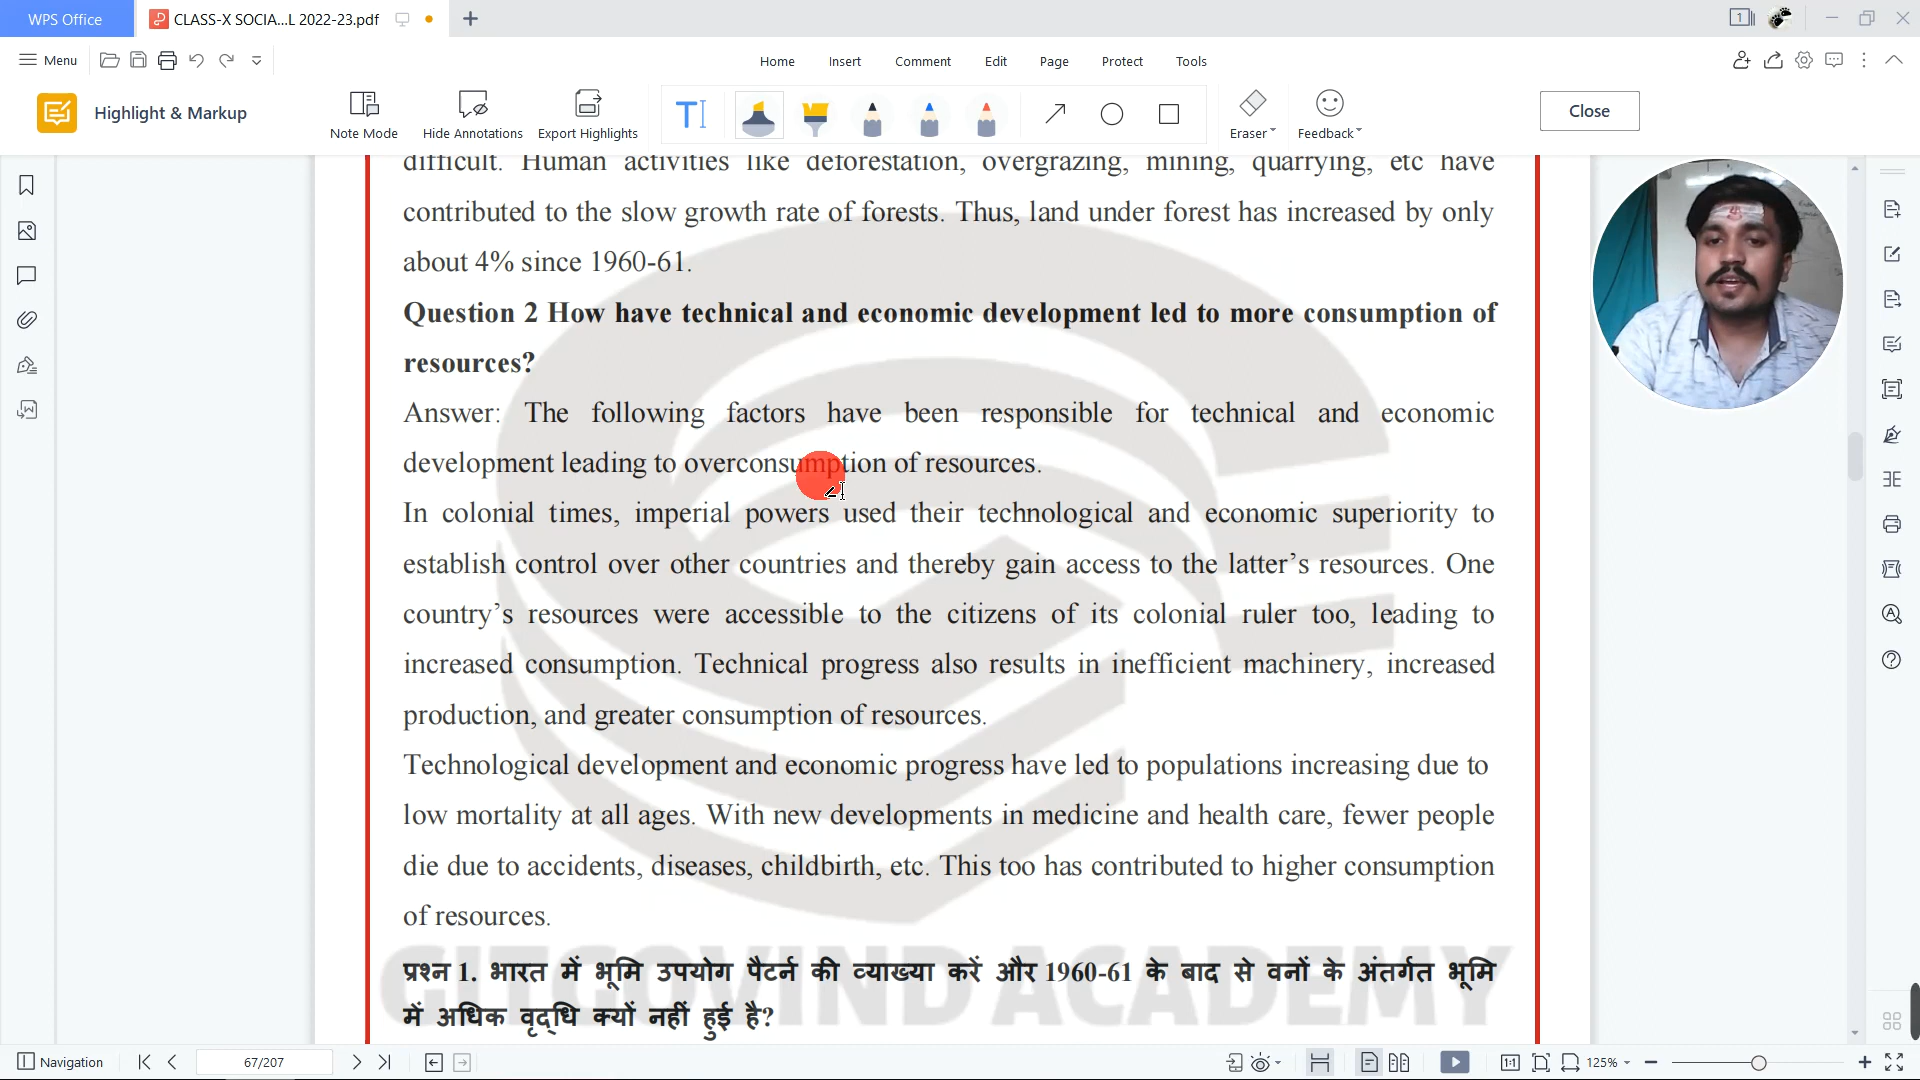 WPS Office
CLASS-X SOCIA...L 2022-23.pdf
1
Menu
Home Insert Comment Edit Page Protect Tools
Highlight & Markup
Note Mode Hide Annotations Export Highlights Eraser Feedback Close
difficult. Human activities like deforestation, overgrazing, mining, quarrying, etc have
contributed to the slow growth rate of forests. Thus, land under forest has increased by only
about 4% since 1960-61.
Question 2 How have technical and economic development led to more consumption of
resources?
Answer: The following factors have been responsible for technical and economic
development leading to overconsumption of resources.
In colonial times, imperial powers used their technological and economic superiority to
establish control over other countries and thereby gain access to the latter’s resources. One
country’s resources were accessible to the citizens of its colonial ruler too, leading to
increased consumption. Technical progress also results in inefficient machinery, increased
production, and greater consumption of resources.
Technological development and economic progress have led to populations increasing due to
low mortality at all ages. With new developments in medicine and health care, fewer people
die due to accidents, diseases, childbirth, etc. This too has contributed to higher consumption
of resources.
GITGOVIND ACADEMY
प्रश्न 1. भारत में भूमि उपयोग पैटर्न की व्याख्या करें और 1960-61 के बाद से वनों के अंतर्गत भूमि
में अधिक वृद्धि क्यों नहीं हुई है?
Navigation 67/207 1:1 125%